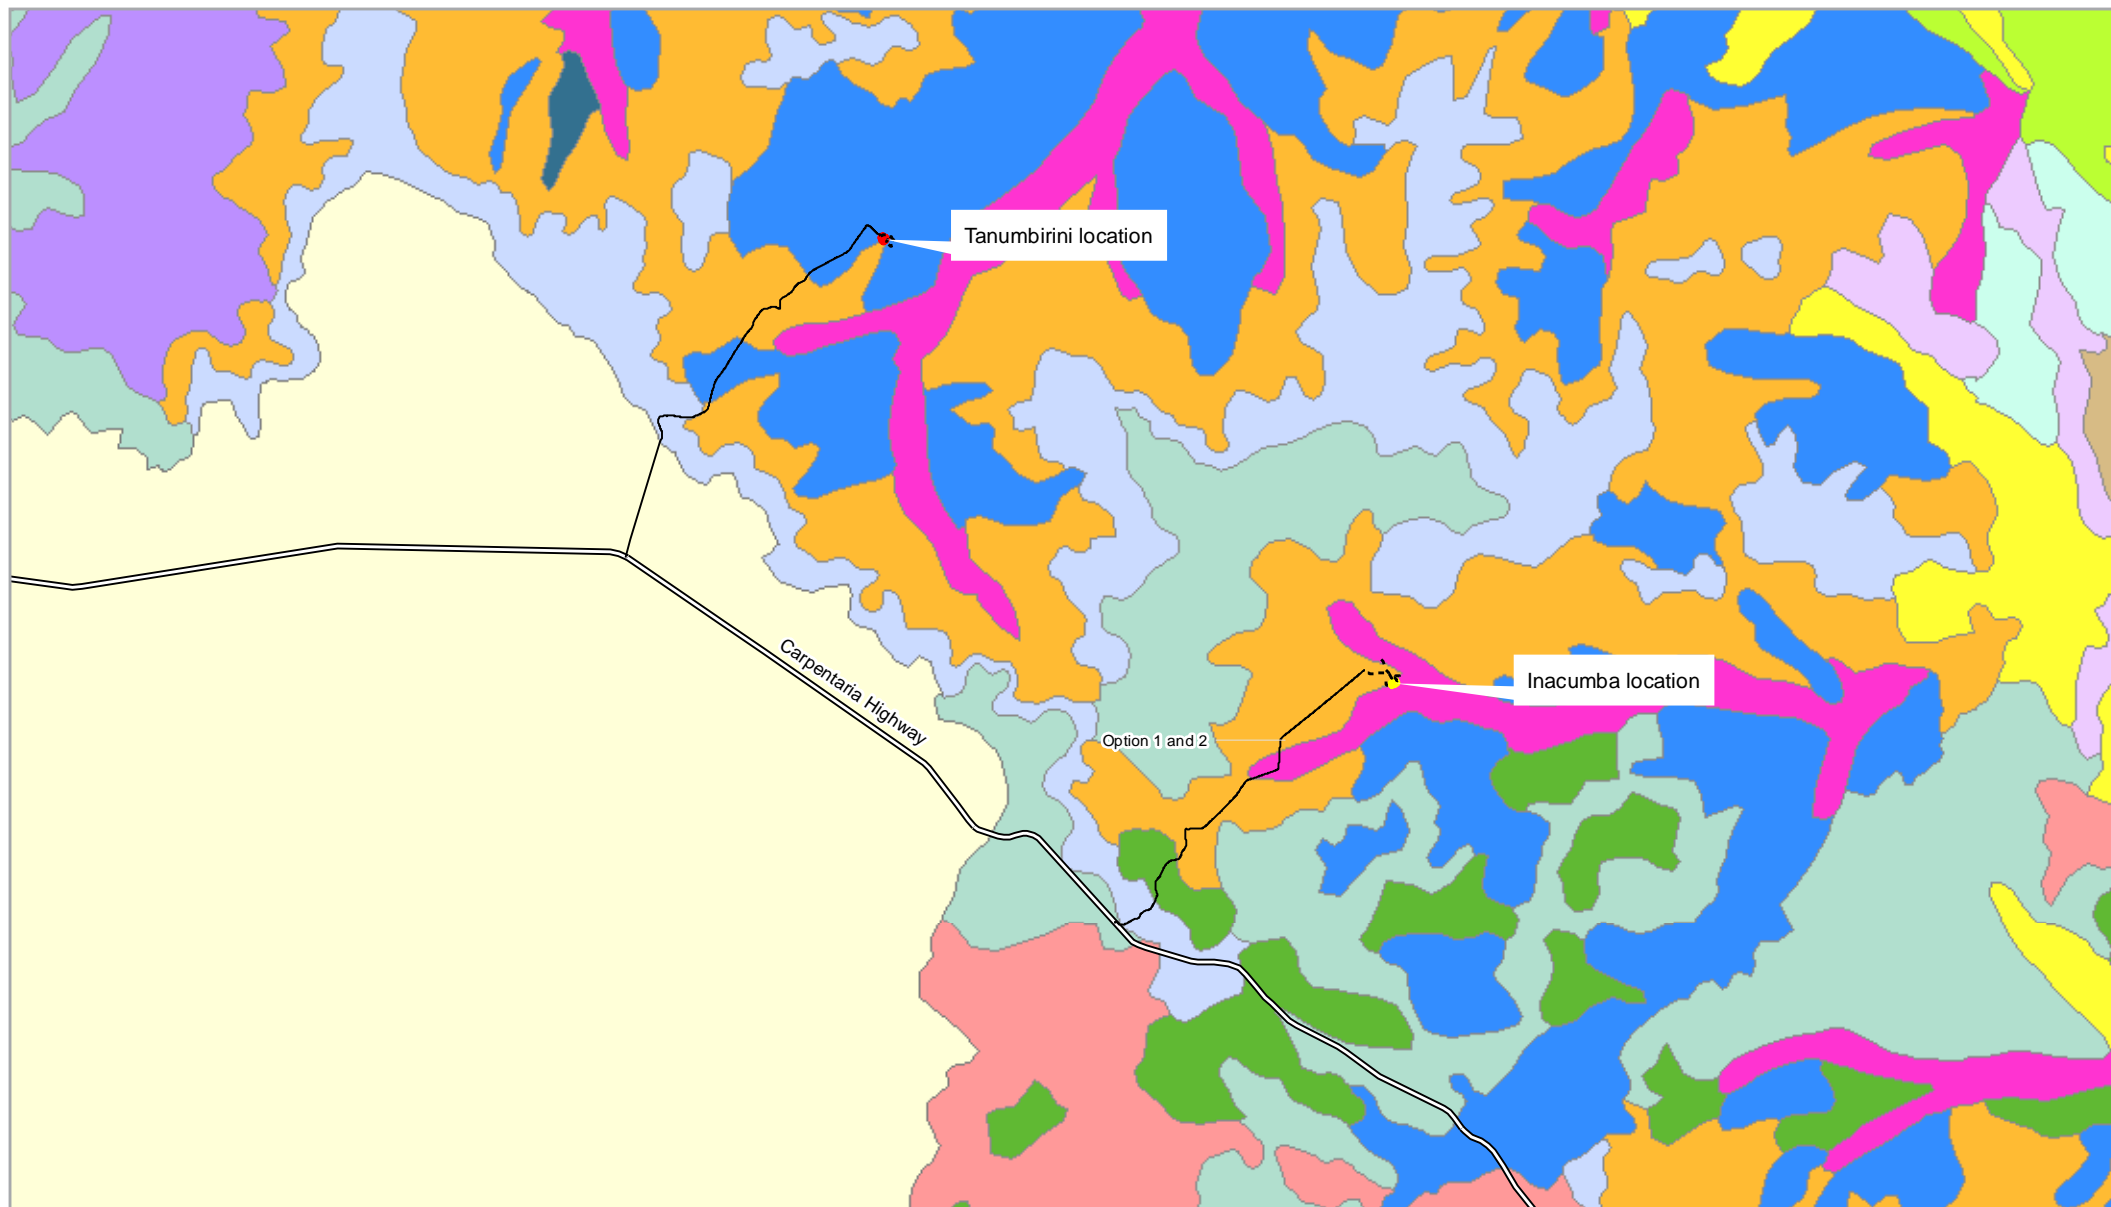 Tanumbirini location
Carpentaria Highway
Inacumba location
Option 1 and 2